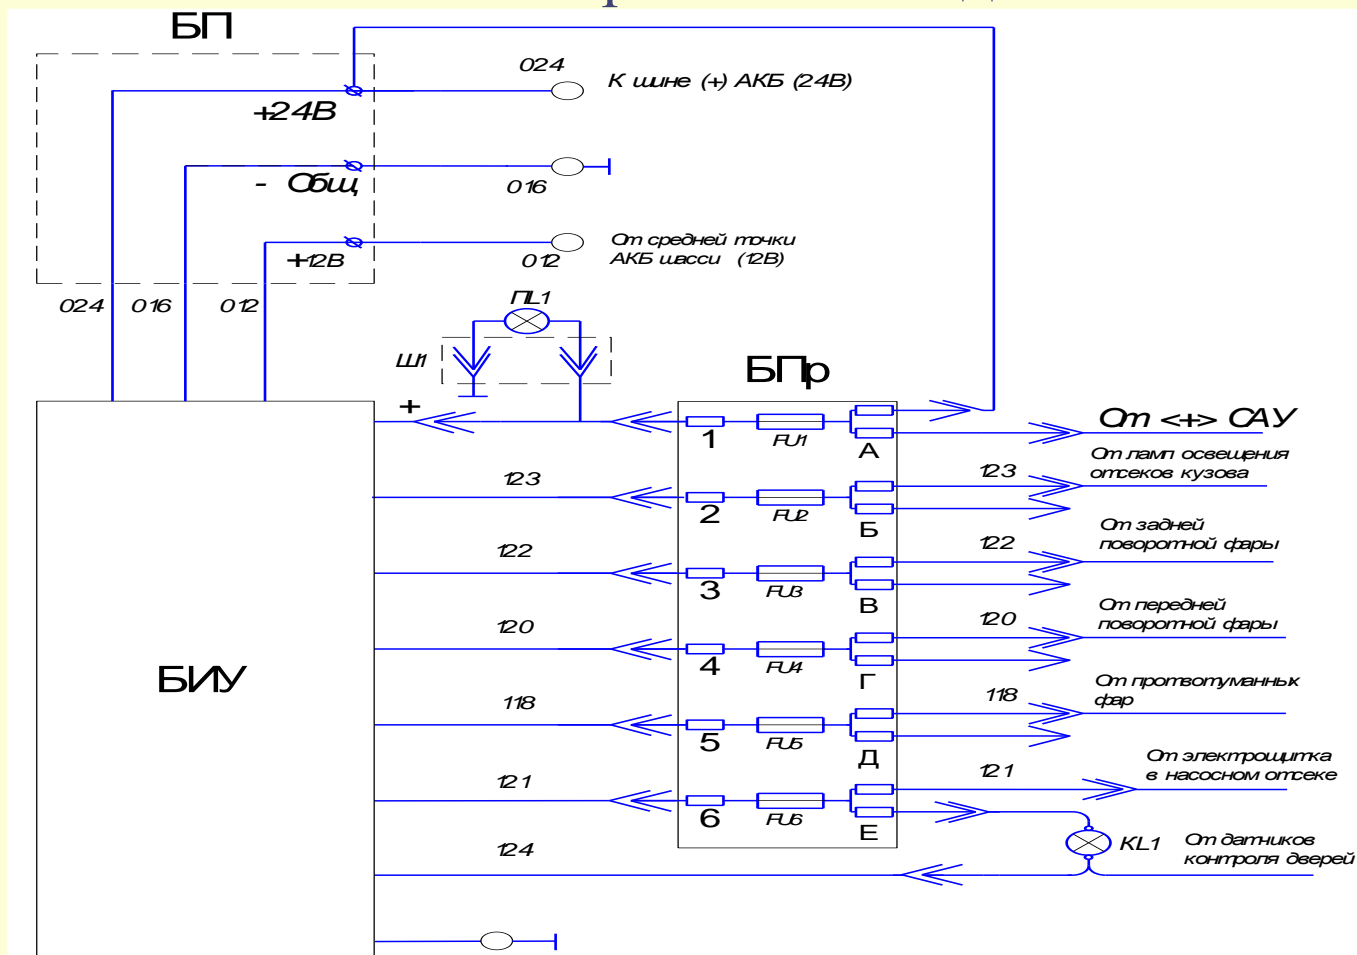 БП
024
К шине (+) АКБ (24В)
+24В
- Общ
016
+12В
012
От средней точки
АКБ шасси (12В)
024
016
012
ПL1
Ш1
БПр
+
1
FU1
А
От <+> САУ
123
2
FU2
Б
123
От ламп освещения
отсеков кузова
122
3
FU3
В
122
От задней
поворотной фары
120
4
FU4
Г
120
От передней
поворотной фары
БИУ
118
5
FU5
Д
118
От протвотуманных
фар
121
6
FU6
Е
121
От электрощитка
в насосном отсеке
124
KL1
От датчиков
контроля дверей